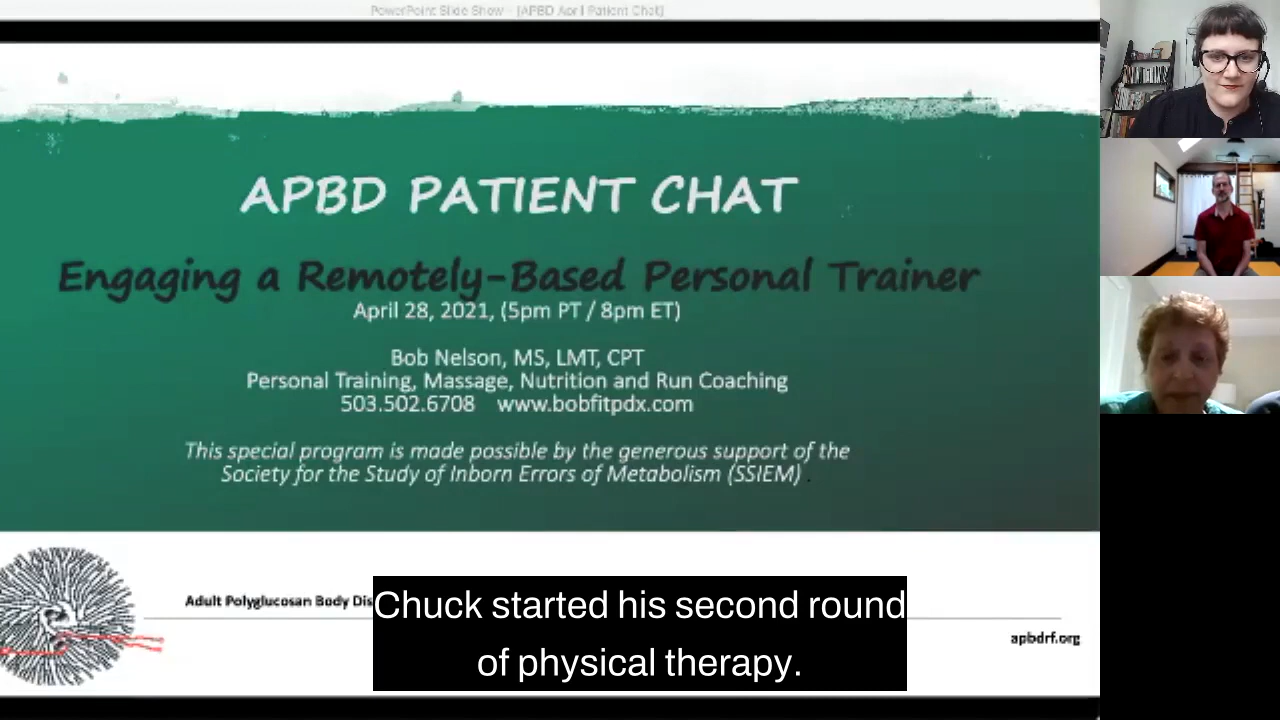 PowerPoint Slide Show - [APBD April Patient Chat]
APBD PATIENT CHAT
Engaging a Remotely-Based Personal Trainer
April 28, 2021, (5pm PT / 8pm ET)
Bob Nelson, MS, LMT, CPT
Personal Training, Massage, Nutrition and Run Coaching
503.502.6708 www.bobfitpdx.com
This special program is made possible by the generous support of the
Society for the Study of Inborn Errors of Metabolism (SSIEM) .
Adult Polyglucosan Body Dis
apbdrf.org
Chuck started his second round
of physical therapy.